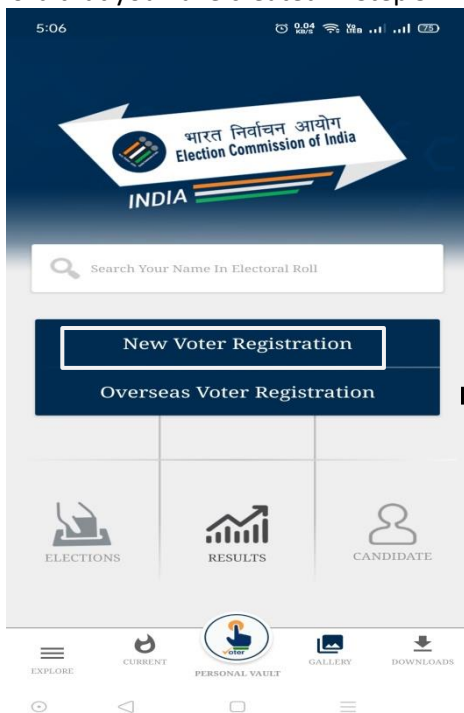 5:06
0.04
KB/S
75
भारत निर्वाचन आयोग
Election Commission of India
INDIA
Search Your Name In Electoral Roll
New Voter Registration
Overseas Voter Registration
ELECTIONS
RESULTS
CANDIDATE
Voter
EXPLORE
CURRENT
PERSONAL VAULT
GALLERY
DOWNLOADS